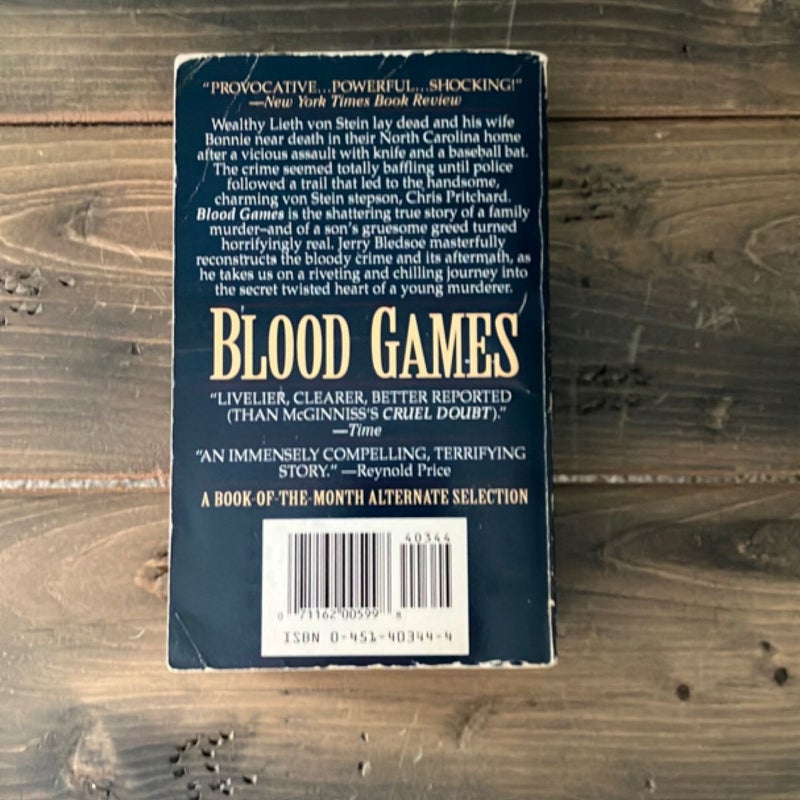 “PROVOCATIVE...POWERFUL...SHOCKING!”
—New York Times Book Review
Wealthy Lieth von Stein lay dead and his wife
Bonnie near death in their North Carolina home
after a vicious assault with knife and a baseball bat.
The crime seemed totally baffling until police
followed a trail that led to the handsome,
charming von Stein stepson, Chris Pritchard.
Blood Games is the shattering true story of a family
murder—and of a son's gruesome greed turned
horrifyingly real. Jerry Bledsoe masterfully
reconstructs the bloody crime and its aftermath, as
he takes us on a riveting and chilling journey into
the secret twisted heart of a young murderer.
BLOOD GAMES
“LIVELIER, CLEARER, BETTER REPORTED
(THAN McGINNISS'S CRUEL DOUBT).”
—Time
“AN IMMENSELY COMPELLING, TERRIFYING
STORY.” —Reynold Price
A BOOK-OF-THE-MONTH ALTERNATE SELECTION
40344
0 71162 00599 8
ISBN 0-451-40344-4